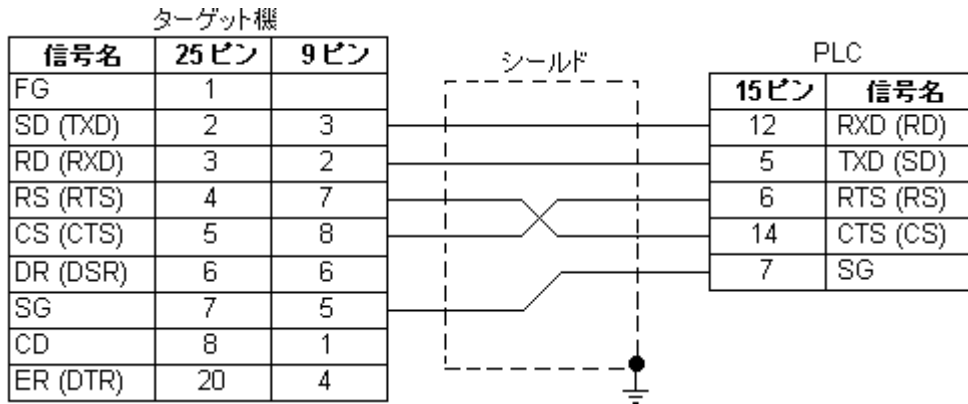 ターゲット機
信号名 25ピン 9ピン
FG 1
SD (TXD) 2 3
RD (RXD) 3 2
RS (RTS) 4 7
CS (CTS) 5 8
DR (DSR) 6 6
SG 7 5
CD 8 1
ER (DTR) 20 4
シールド
PLC
15ピン 信号名
12 RXD (RD)
5 TXD (SD)
6 RTS (RS)
14 CTS (CS)
7 SG